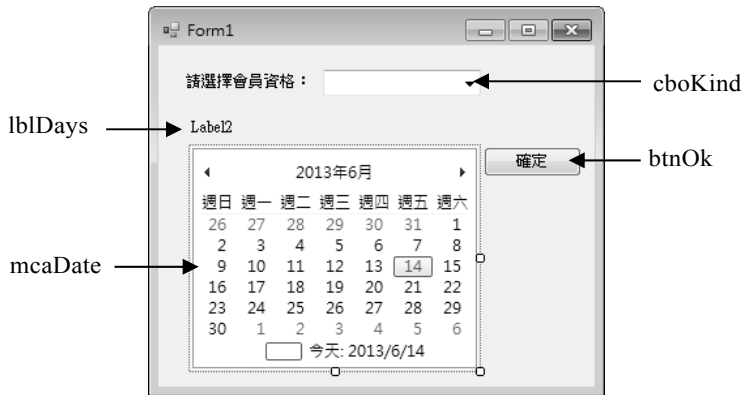 Form1
請選擇會員資格：
cboKind
lblDays
Label2
2013年6月
確定
btnOk
週日 週一 週二 週三 週四 週五 週六
26 27 28 29 30 31 1
2 3 4 5 6 7 8
mcaDate
9 10 11 12 13 14 15
16 17 18 19 20 21 22
23 24 25 26 27 28 29
30 1 2 3 4 5 6
今天: 2013/6/14